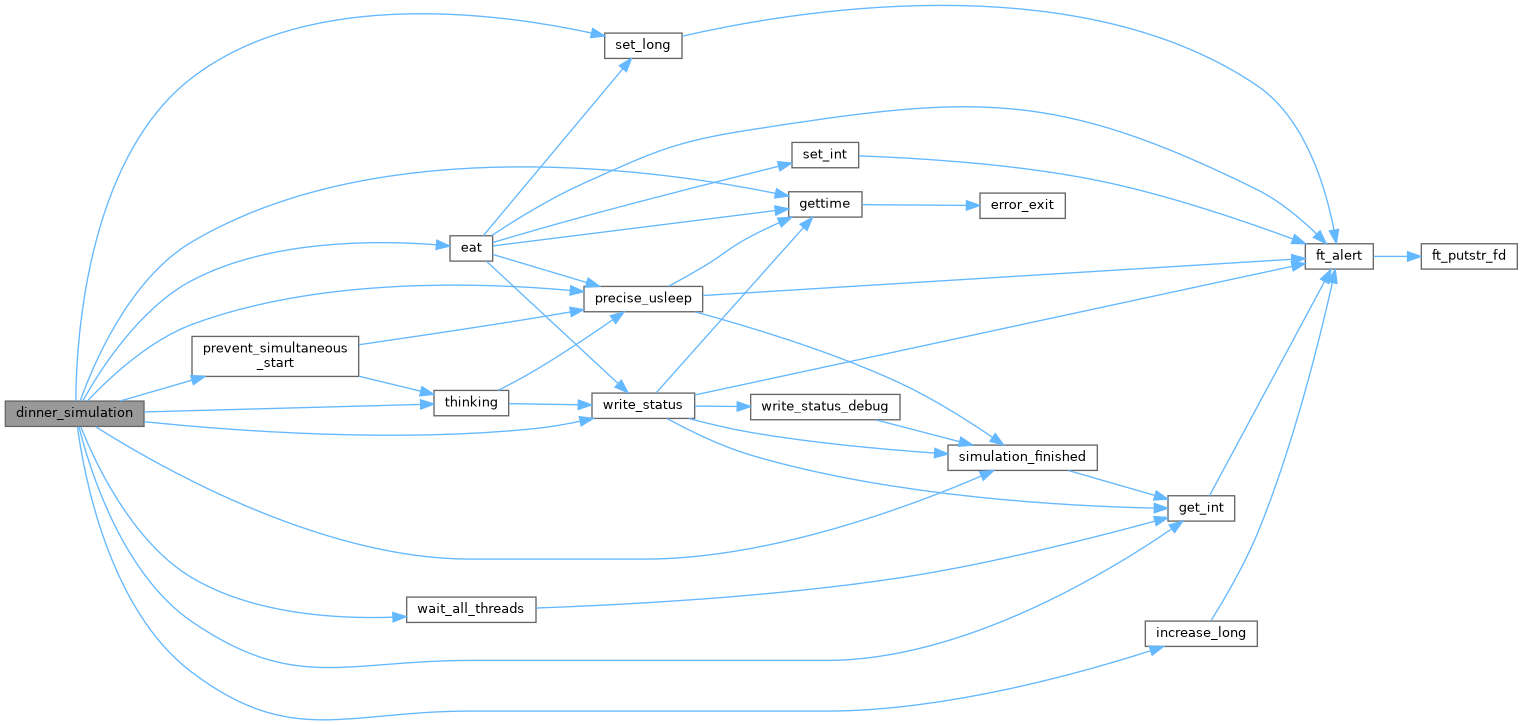 set_long
set_int
gettime
error_exit
eat
ft_alert
ft_putstr_fd
precise_usleep
prevent_simultaneous
_start
thinking
write_status
write_status_debug
dinner_simulation
simulation_finished
get_int
wait_all_threads
increase_long